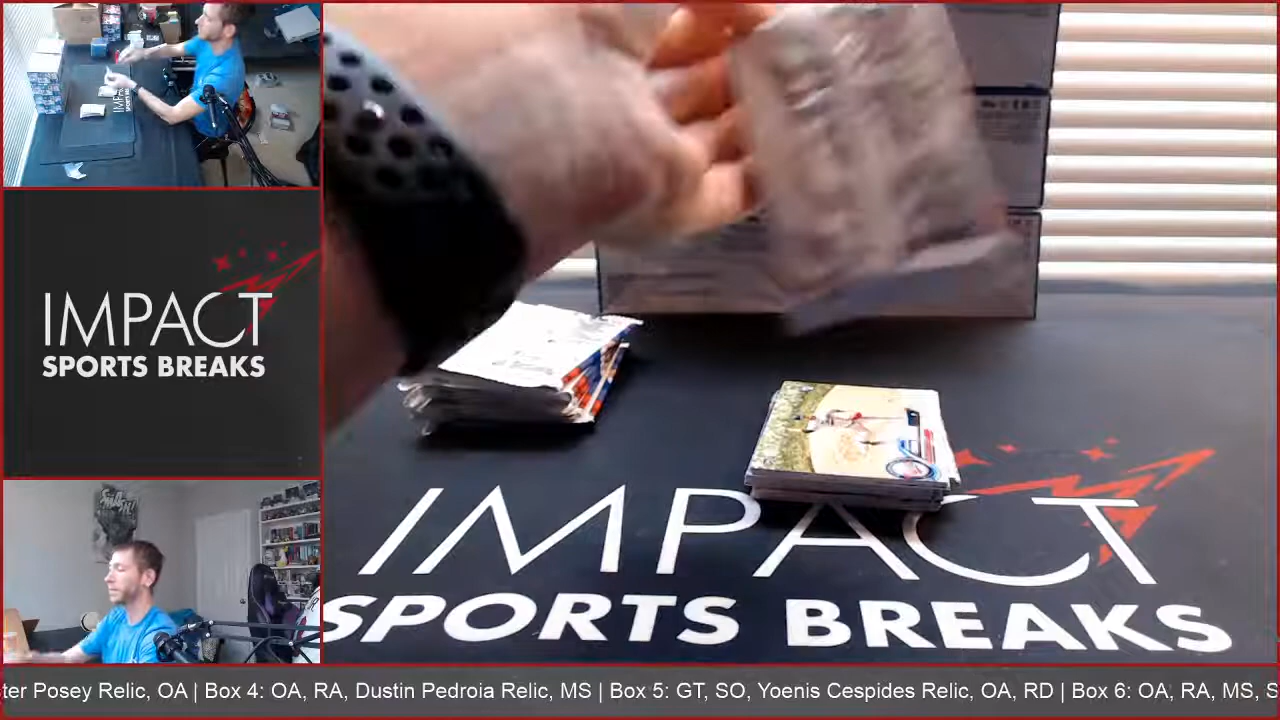 IMPACT
SPORTS BREAKS
IMPACT
SPORTS BREAKS
ter Posey Relic, OA | Box 4: OA, RA, Dustin Pedroia Relic, MS | Box 5: GT, SO, Yoenis Cespides Relic, OA, RD | Box 6: OA, RA, MS, S